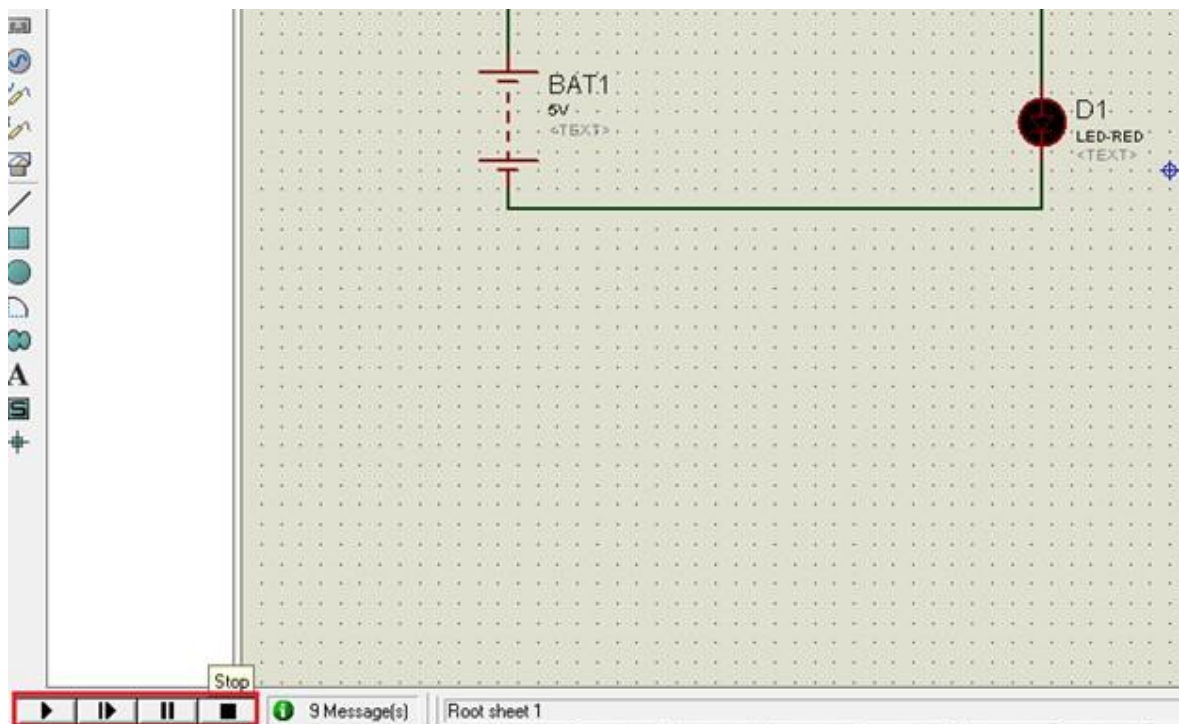 BAT1
5V
<TEXT>
D1
LED-RED
<TEXT>
A
S
Stop
9 Message(s)
Root sheet 1